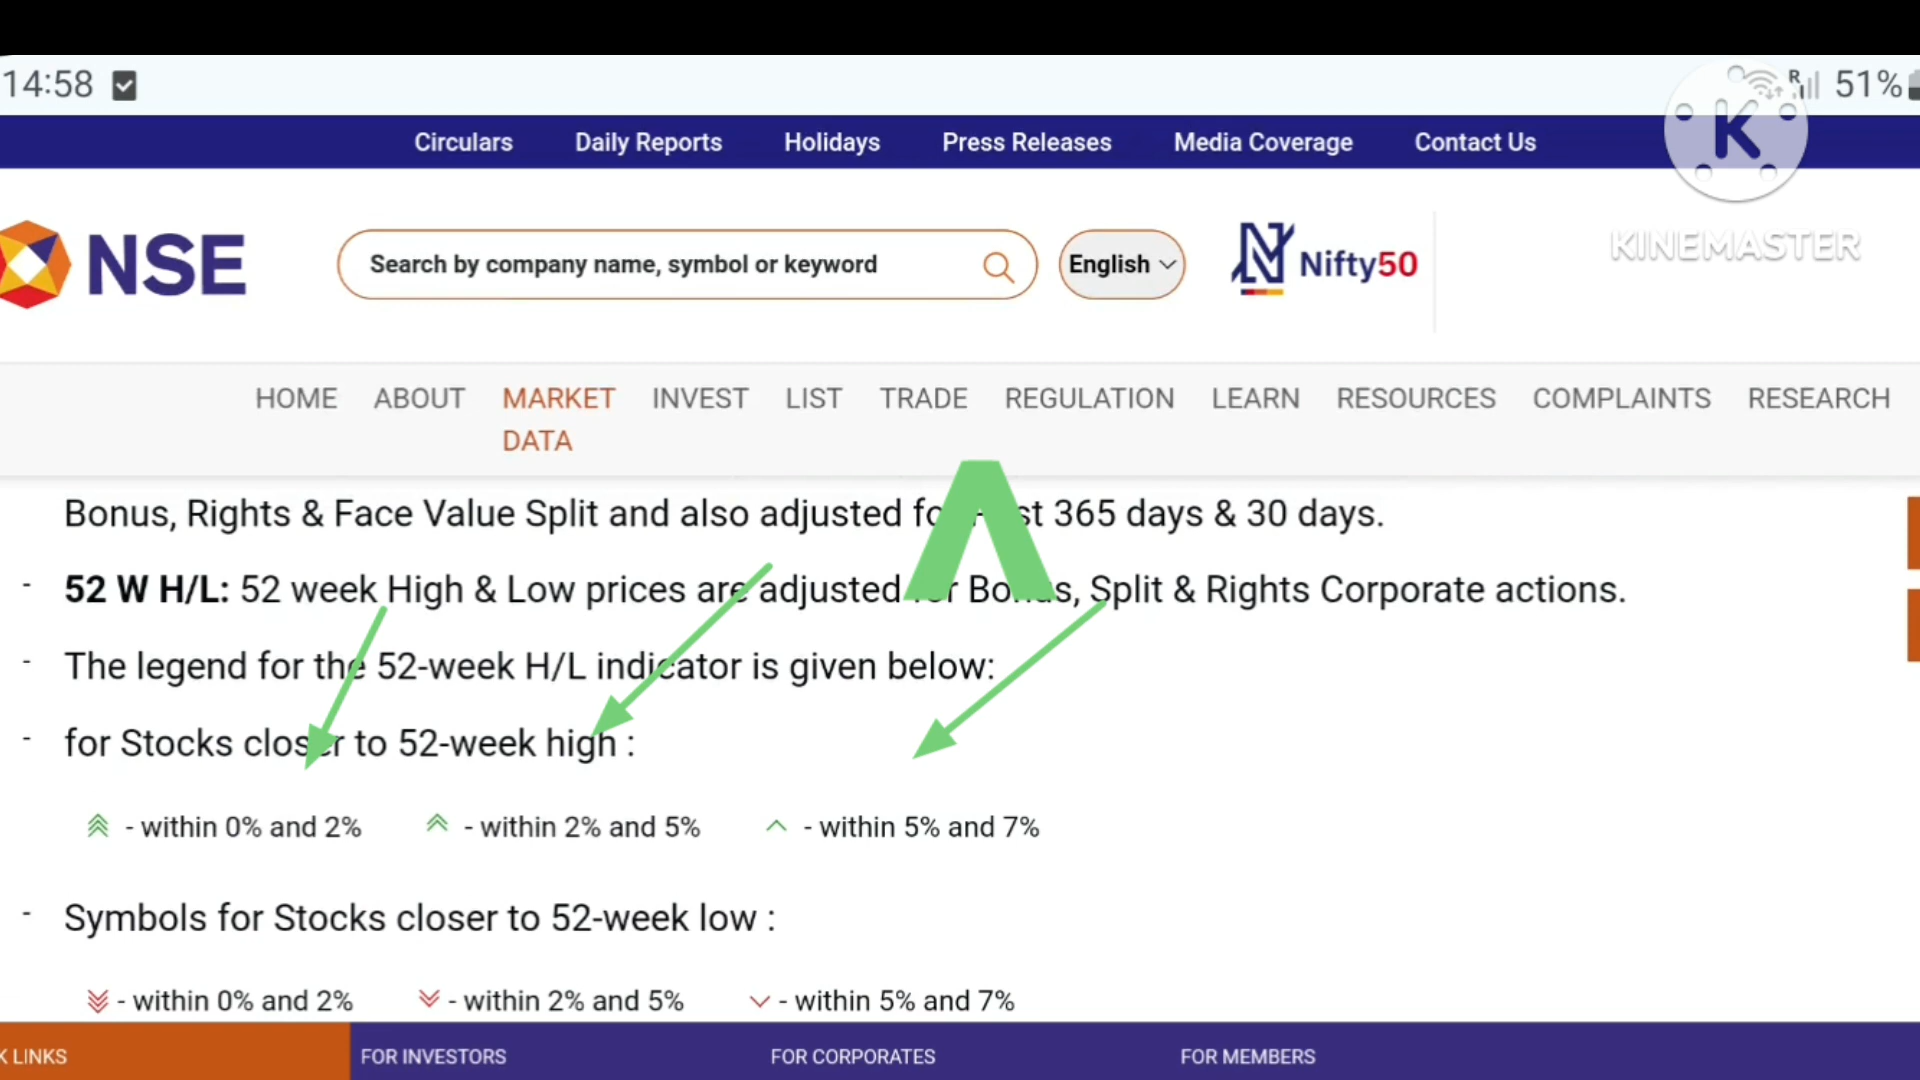 14:58
R 51%
Circulars Daily Reports Holidays Press Releases Media Coverage Contact Us
K
KINEMASTER
NSE
Search by company name, symbol or keyword
English
Nifty50
HOME ABOUT MARKET DATA INVEST LIST TRADE REGULATION LEARN RESOURCES COMPLAINTS RESEARCH
Bonus, Rights & Face Value Split and also adjusted st 365 days & 30 days.
- 52 W H/L: 52 week High & Low prices are adjusted Split & Rights Corporate actions.
- The legend for the 52-week H/L indicator is given below:
- for Stocks closer to 52-week high :
- within 0% and 2% - within 2% and 5% - within 5% and 7%
- Symbols for Stocks closer to 52-week low :
- within 0% and 2% - within 2% and 5% - within 5% and 7%
K LINKS FOR INVESTORS FOR CORPORATES FOR MEMBERS